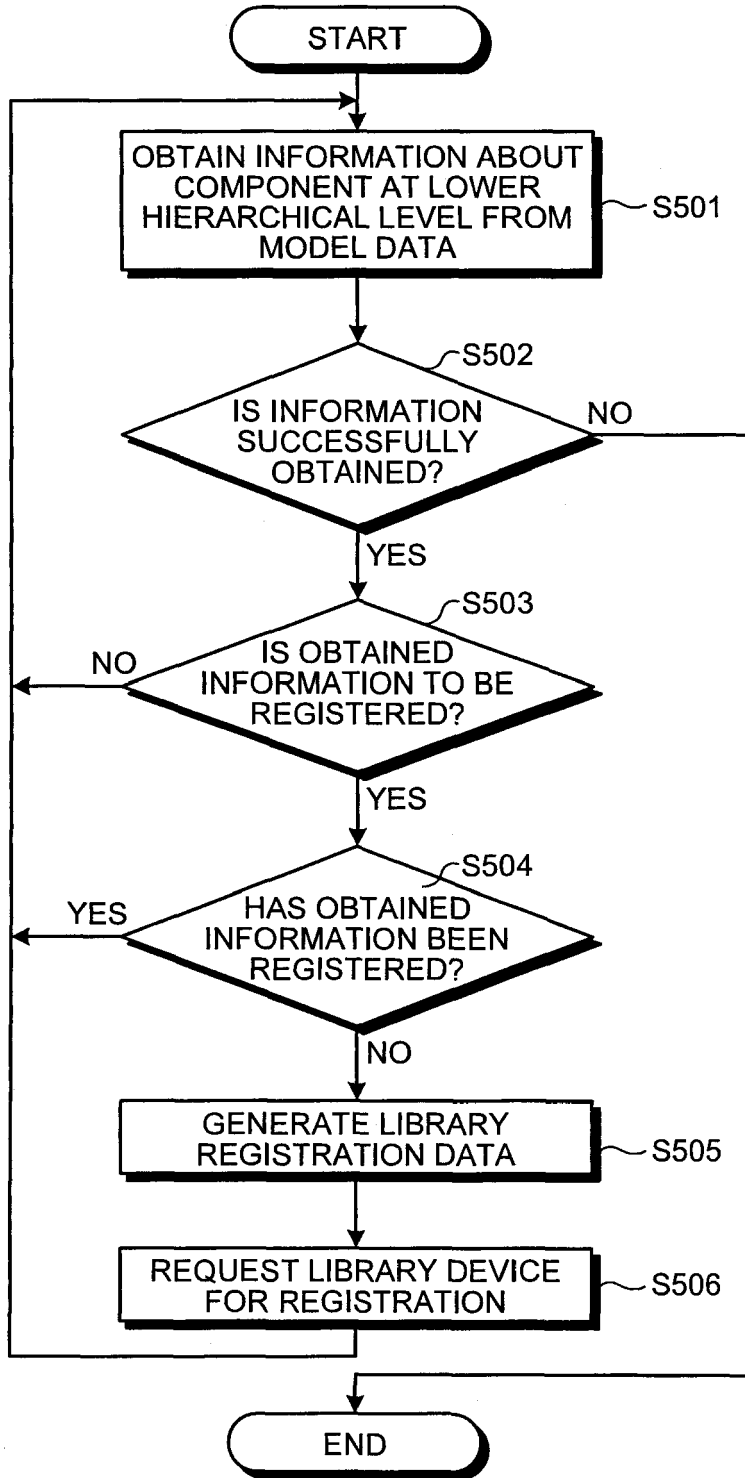 START
OBTAIN INFORMATION ABOUT
COMPONENT AT LOWER
HIERARCHICAL LEVEL FROM
MODEL DATA
S501
S502
IS INFORMATION
SUCCESSFULLY
OBTAINED?
NO
YES
S503
IS OBTAINED
INFORMATION TO BE
REGISTERED?
NO
YES
S504
HAS OBTAINED
INFORMATION BEEN
REGISTERED?
YES
NO
GENERATE LIBRARY
REGISTRATION DATA
S505
REQUEST LIBRARY DEVICE
FOR REGISTRATION
S506
END